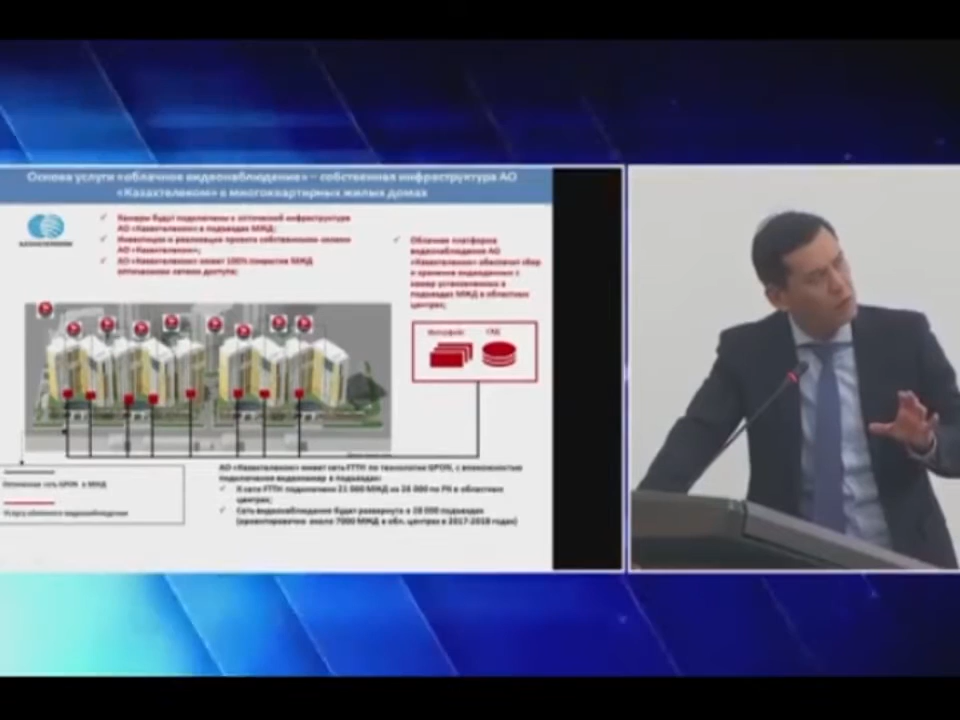 Основа услуги «облачное видеонаблюдение» – собственная инфраструктура АО
«Казахтелеком» в многоквартирных жилых домах
Камеры будут подключены к оптической инфраструктуре
АО «Казахтелеком» в подъездах МЖД;
Инвестиции и реализация проекта собственными силами
АО «Казахтелеком»;
АО «Казахтелеком» имеет 100% покрытие МЖД
оптическими сетями доступа;
Облачная платформа
видеонаблюдения АО
«Казахтелеком» обеспечит сбор
и хранение видеоданных с
камер установленных в
подъездах МЖД в областных
центрах;
КАЗАХТЕЛЕКОМ
Оптическая сеть GPON в МЖД
Услуга облачного видеонаблюдения
АО «Казахтелеком» имеет сеть FTTH по технологии GPON, с возможностью
подключения видеокамер в подъездах:
К сети FTTH подключено 21 000 МЖД из 28 000 по РК в областных
центрах;
Сеть видеонаблюдения будет развернута в 28 000 подъездах
(ориентировочно около 7000 МЖД в обл. центрах в 2017-2018 годах)